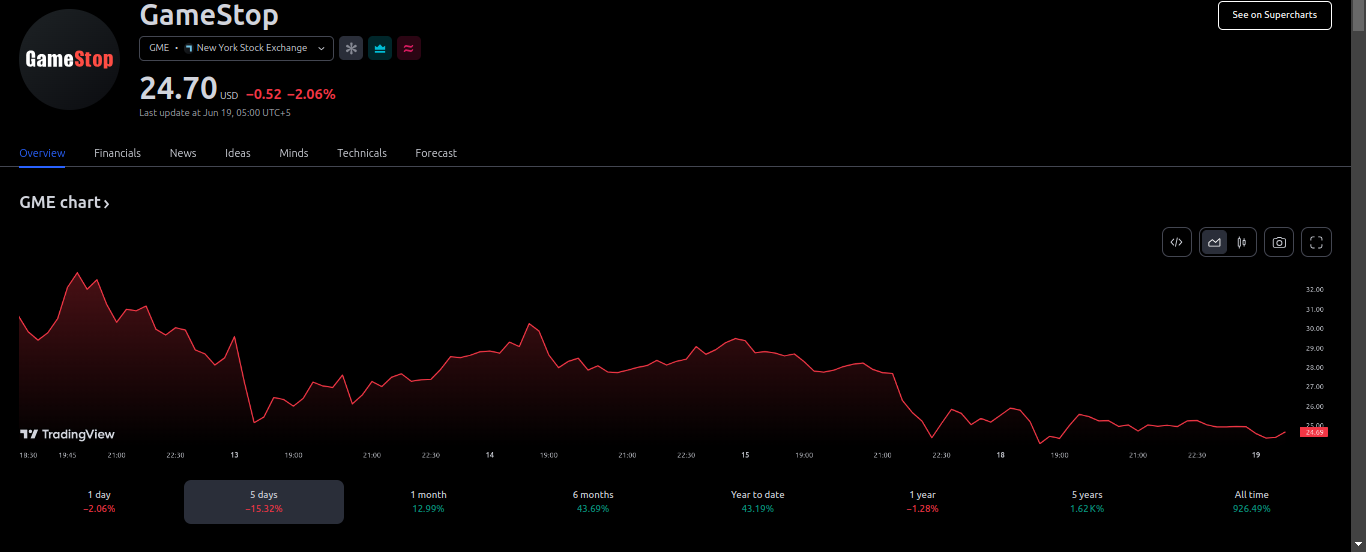 GameStop
See on Supercharts
GameStop
GME • New York Stock Exchange
24.70 USD −0.52 −2.06%
Last update at Jun 19, 05:00 UTC+5
Overview Financials News Ideas Minds Technicals Forecast
GME chart ›
32.00
31.00
30.00
29.00
28.00
27.00
26.00
25.00
24.69
TradingView
18:30 19:45 21:00 22:30 13 19:00 21:00 22:30 14 19:00 21:00 22:30 15 19:00 21:00 22:30 18 19:00 21:00 22:30 19
1 day 5 days 1 month 6 months Year to date 1 year 5 years All time
−2.06% −15.32% 12.99% 43.69% 43.19% −1.28% 1.62K% 926.49%